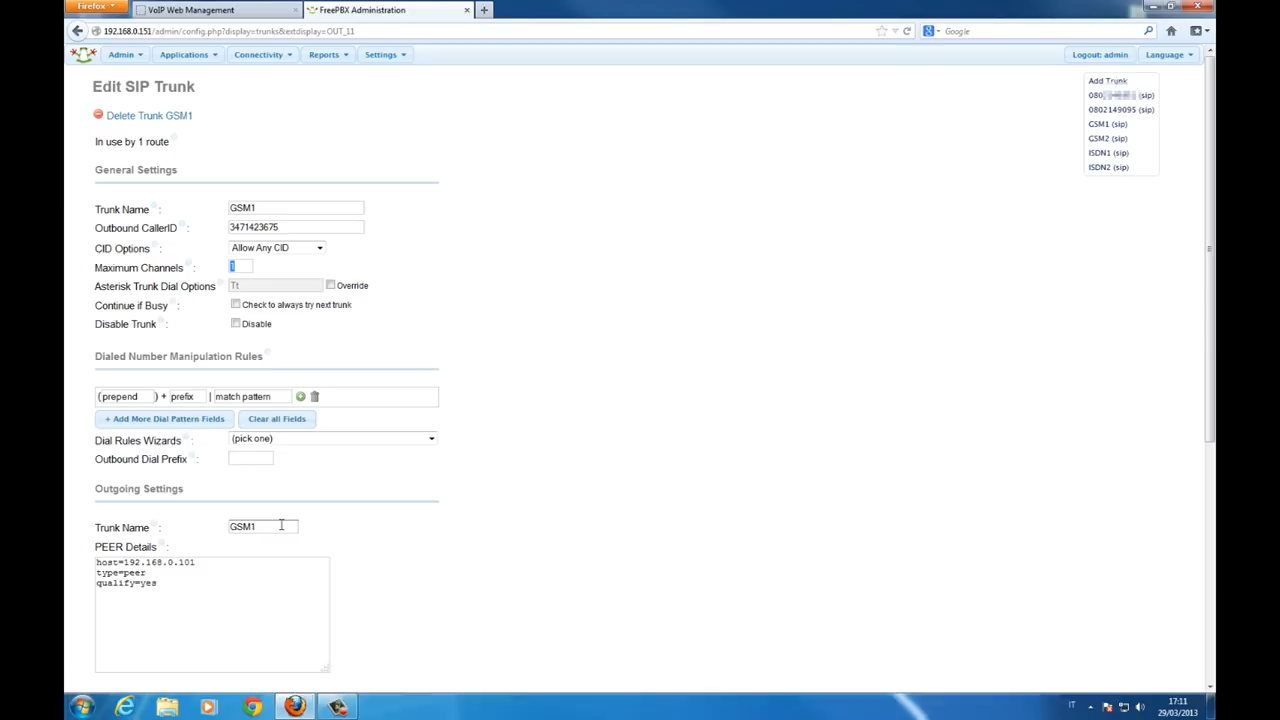 Firefox
VoIP Web Management
FreePBX Administration
192.168.0.151/admin/config.php?display=trunks&extdisplay=OUT_11
Google
Admin
Applications
Connectivity
Reports
Settings
Logout: admin
Language
Edit SIP Trunk
Delete Trunk GSM1
In use by 1 route
Add Trunk
080 (sip)
0802149095 (sip)
GSM1 (sip)
GSM2 (sip)
ISDN1 (sip)
ISDN2 (sip)
General Settings
Trunk Name : GSM1
Outbound CallerID : 3471423675
CID Options : Allow Any CID
Maximum Channels : 1
Asterisk Trunk Dial Options Tt Override
Continue if Busy : Check to always try next trunk
Disable Trunk : Disable
Dialed Number Manipulation Rules
(prepend ) + prefix | match pattern
+ Add More Dial Pattern Fields Clear all Fields
Dial Rules Wizards : (pick one)
Outbound Dial Prefix :
Outgoing Settings
Trunk Name : GSM1
PEER Details :
host=192.168.0.101
type=peer
qualify=yes
IT
17:11
29/03/2013